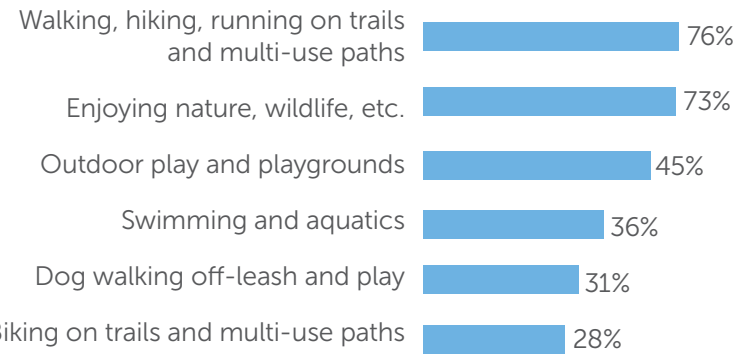 Walking, hiking, running on trails
and multi-use paths
76%
Enjoying nature, wildlife, etc.
73%
Outdoor play and playgrounds
45%
Swimming and aquatics
36%
Dog walking off-leash and play
31%
Biking on trails and multi-use paths
28%